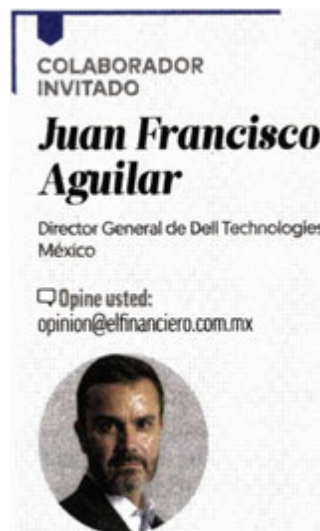 COLABORADOR
INVITADO
Juan Francisco
Aguilar
Director General de Dell Technologies
México
Opine usted:
opinion@elfinanciero.com.mx